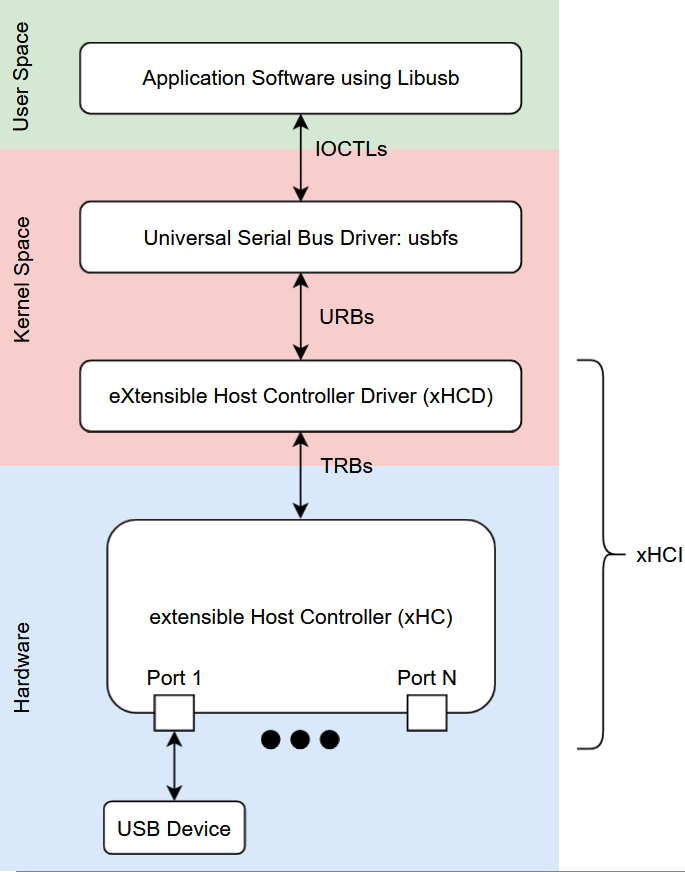 User Space
Application Software using Libusb
IOCTLs
Kernel Space
Universal Serial Bus Driver: usbfs
URBs
eXtensible Host Controller Driver (xHCD)
TRBs
xHCI
Hardware
extensible Host Controller (xHC)
Port 1
Port N
USB Device